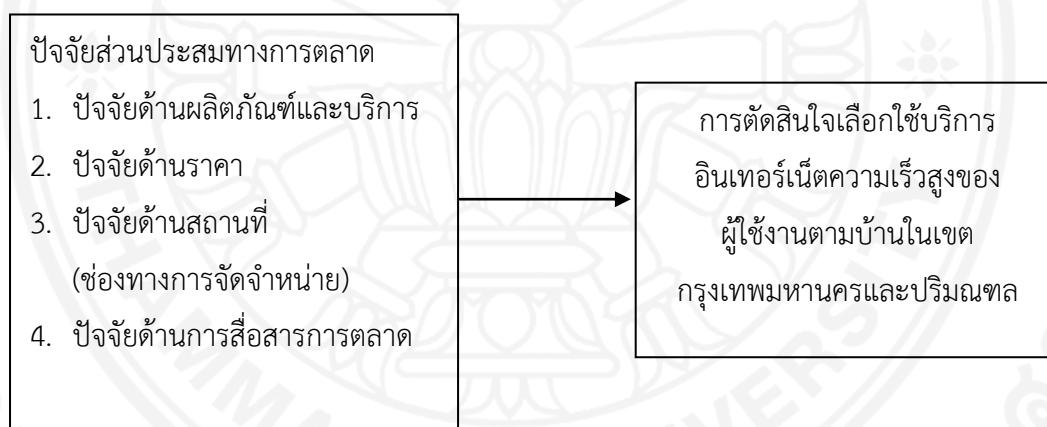 ปัจจัยส่วนประสมทางการตลาด
1. ปัจจัยด้านผลิตภัณฑ์และบริการ
2. ปัจจัยด้านราคา
3. ปัจจัยด้านสถานที่
(ช่องทางการจัดจำหน่าย)
4. ปัจจัยด้านการสื่อสารการตลาด
การตัดสินใจเลือกใช้บริการ
อินเทอร์เน็ตความเร็วสูงของ
ผู้ใช้งานตามบ้านในเขต
กรุงเทพมหานครและปริมณฑล